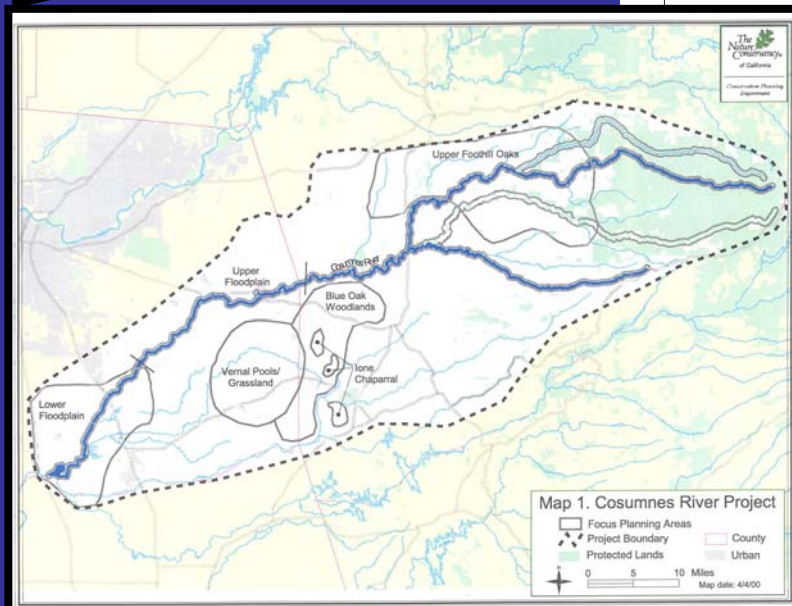 The
Nature
Conservancy®
of California
Conservation Planning
Department
Upper Foothill Oaks
Cosumnes River
Upper
Floodplain
Blue Oak
Woodlands
Vernal Pools/
Grassland
Ione
Chaparral
Lower
Floodplain
Map 1. Cosumnes River Project
Focus Planning Areas
Project Boundary
County
Protected Lands
Urban
N
0 5 10 Miles
Map date: 4/4/00